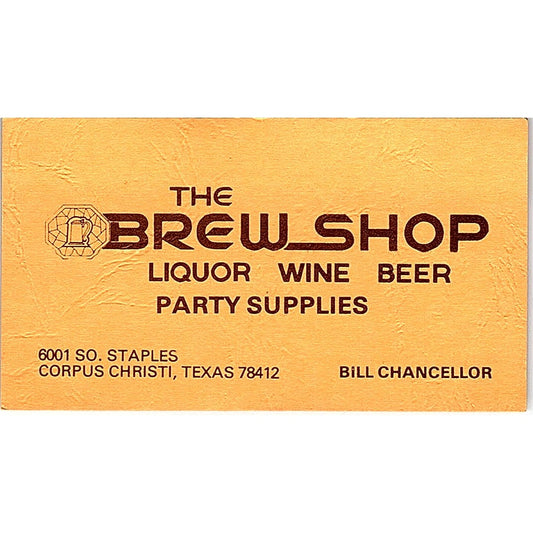 THE
BREW SHOP
LIQUOR WINE BEER
PARTY SUPPLIES
6001 SO. STAPLES
CORPUS CHRISTI, TEXAS 78412
BiLL CHANCELLOR